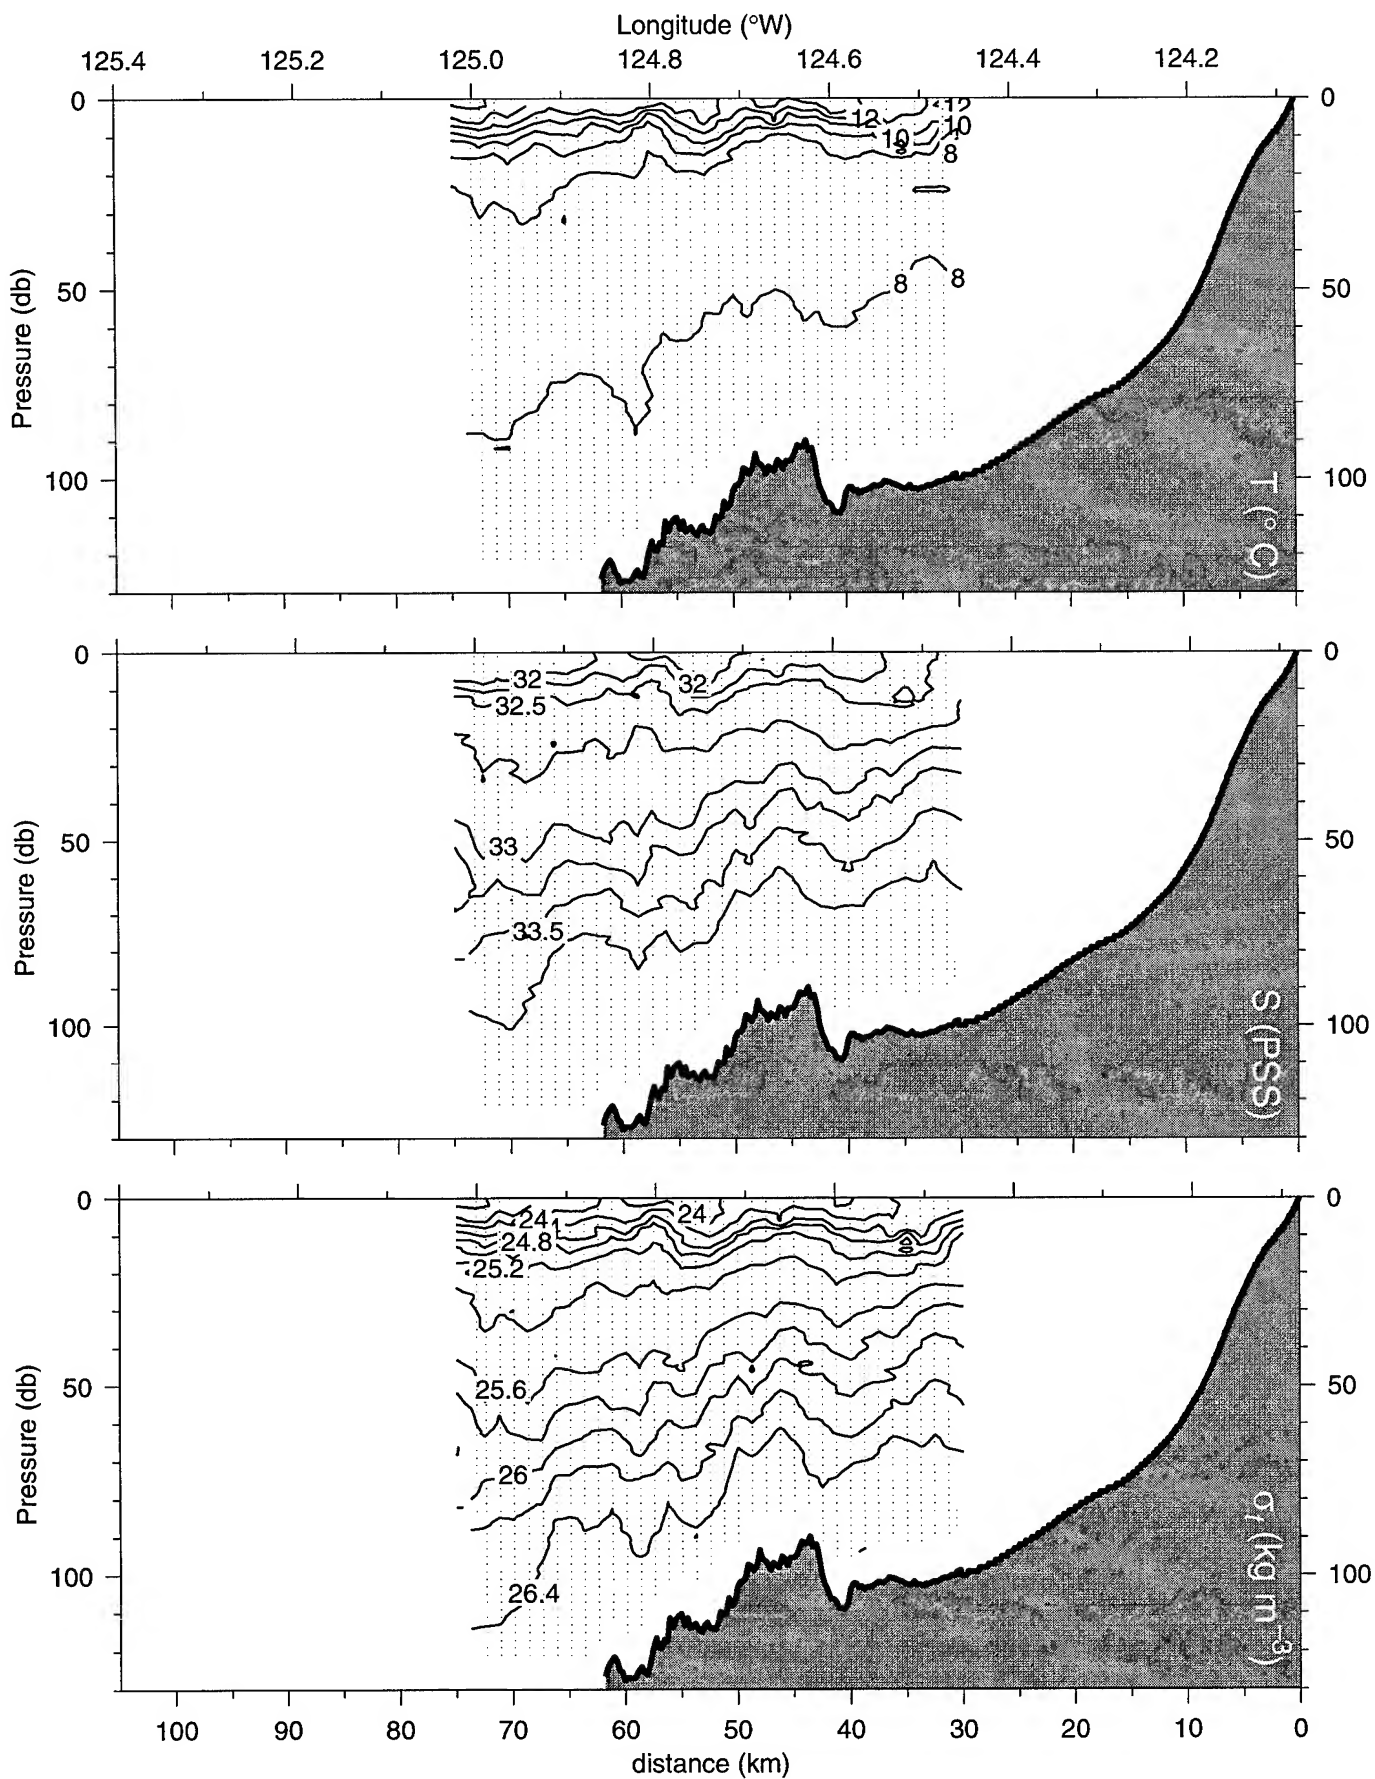 Longitude (°W)
125.4 125.2 125.0 124.8 124.6 124.4 124.2
0 12 12 0
10 10
8
Pressure (db)
50 8 8 50
100 100
T (° C)
0 0
32 32
32.5
Pressure (db)
50 33 50
33.5
100 100
S (PSS)
0 0
24 24
24.8
25.2
Pressure (db)
50 25.6 50
26
100 26.4 100
σt (kg m−3)
100 90 80 70 60 50 40 30 20 10 0
distance (km)